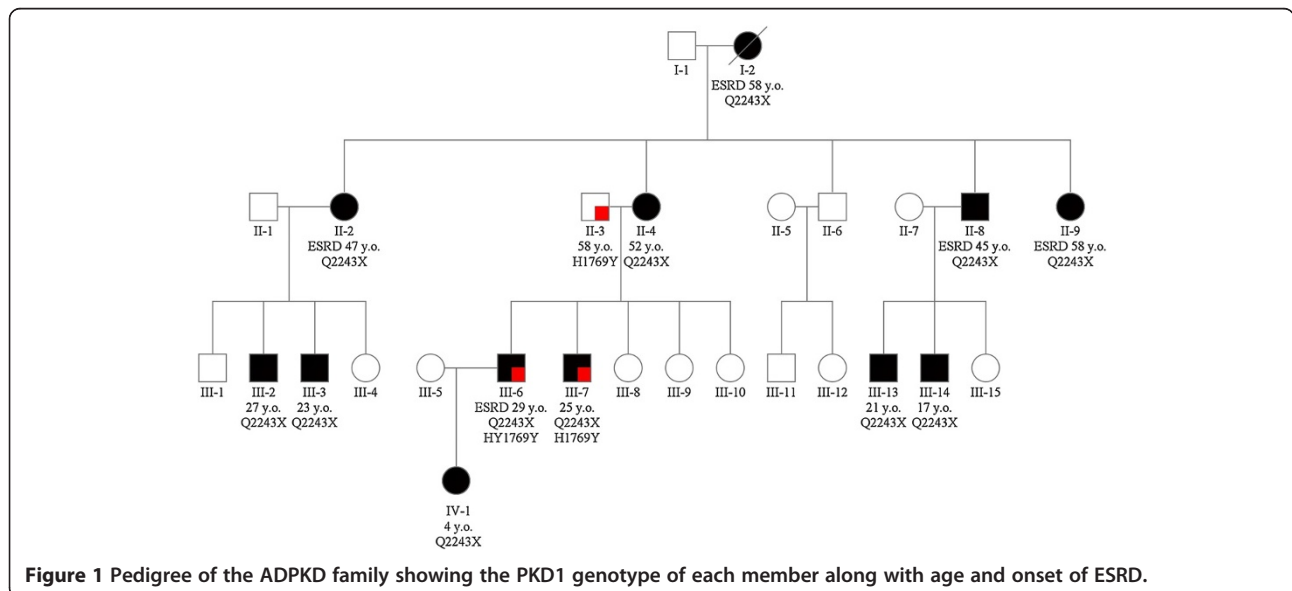 I-1
I-2
ESRD 58 y.o.
Q2243X
II-1
II-2
ESRD 47 y.o.
Q2243X
II-3
58 y.o.
H1769Y
II-4
52 y.o.
Q2243X
II-5
II-6
II-7
II-8
ESRD 45 y.o.
Q2243X
II-9
ESRD 58 y.o.
Q2243X
III-1
III-2
27 y.o.
Q2243X
III-3
23 y.o.
Q2243X
III-4
III-5
III-6
ESRD 29 y.o.
Q2243X
HY1769Y
III-7
25 y.o.
Q2243X
H1769Y
III-8
III-9
III-10
III-11
III-12
III-13
21 y.o.
Q2243X
III-14
17 y.o.
Q2243X
III-15
IV-1
4 y.o.
Q2243X
Figure 1 Pedigree of the ADPKD family showing the PKD1 genotype of each member along with age and onset of ESRD.